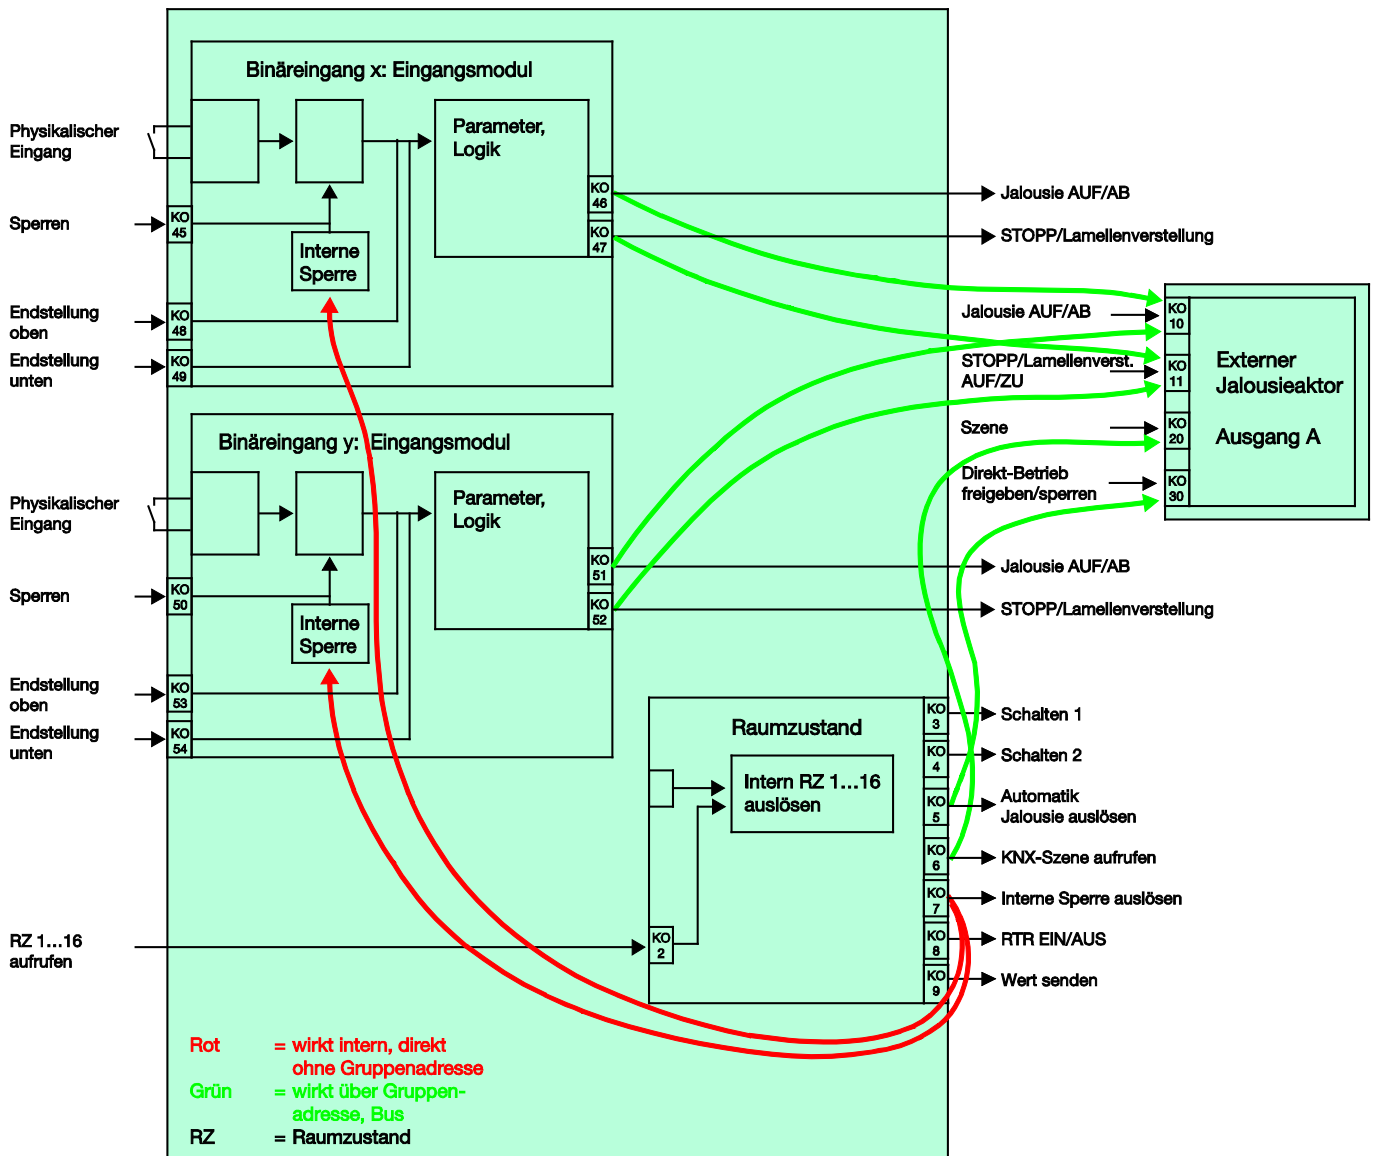 Binäreingang x: Eingangsmodul
Physikalischer
Eingang
Parameter,
Logik
KO
46
KO
47
Jalousie AUF/AB
STOPP/Lamellenverstellung
Sperren
KO
45
Interne
Sperre
Endstellung
oben
KO
48
Endstellung
unten
KO
49
Jalousie AUF/AB
KO
10
STOPP/Lamellenverst.
AUF/ZU
KO
11
Szene
KO
20
Direkt-Betrieb
freigeben/sperren
KO
30
Externer
Jalousieaktor
Ausgang A
Binäreingang y: Eingangsmodul
Physikalischer
Eingang
Parameter,
Logik
KO
51
KO
52
Jalousie AUF/AB
STOPP/Lamellenverstellung
Sperren
KO
50
Interne
Sperre
Endstellung
oben
KO
53
Endstellung
unten
KO
54
Raumzustand
Intern RZ 1...16
auslösen
KO
3
Schalten 1
KO
4
Schalten 2
KO
5
Automatik
Jalousie auslösen
KO
6
KNX-Szene aufrufen
KO
7
Interne Sperre auslösen
KO
8
RTR EIN/AUS
KO
9
Wert senden
RZ 1...16
aufrufen
KO
2
Rot = wirkt intern, direkt
ohne Gruppenadresse
Grün = wirkt über Gruppen-
adresse, Bus
RZ = Raumzustand